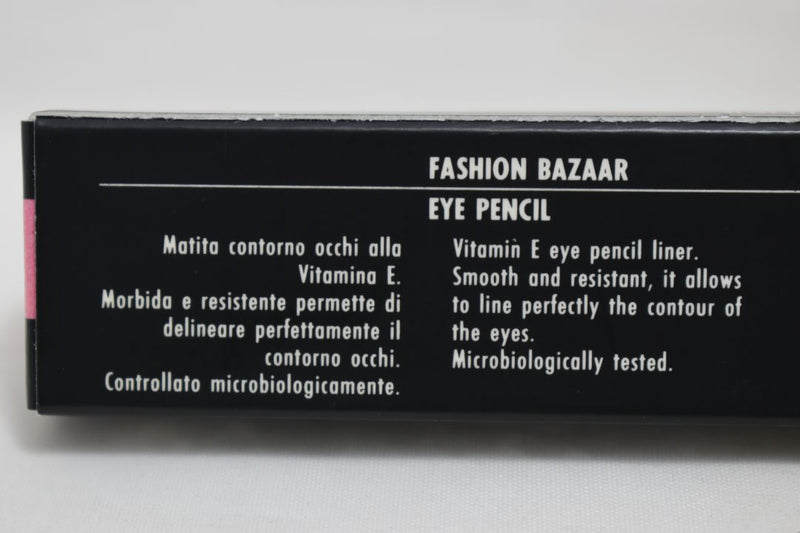 FASHION BAZAAR
EYE PENCIL
Matita contorno occhi alla
Vitamina E.
Morbida e resistente permette di
delineare perfettamente il
contorno occhi.
Controllato microbiologicamente.
Vitamin E eye pencil liner.
Smooth and resistant, it allows
to line perfectly the contour of
the eyes.
Microbiologically tested.